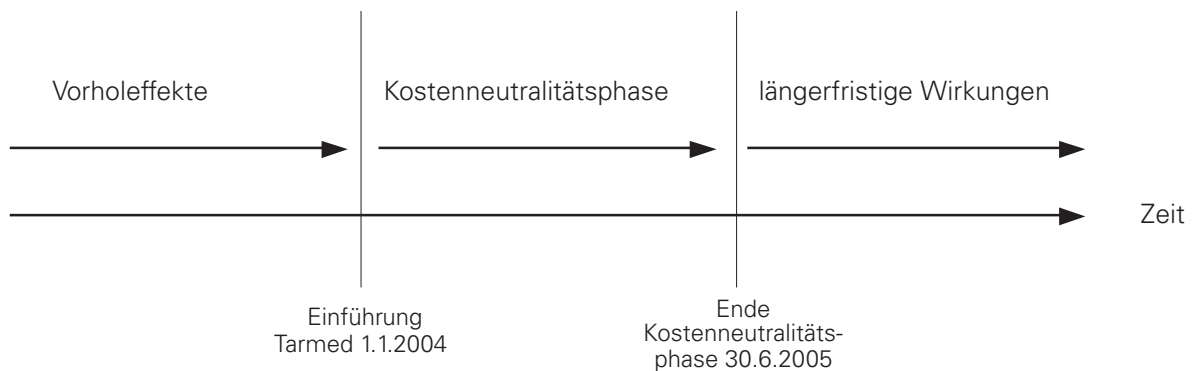 Vorholeffekte
Kostenneutralitätsphase
längerfristige Wirkungen
Zeit
Einführung
Tarmed 1.1.2004
Ende
Kostenneutralitäts-
phase 30.6.2005